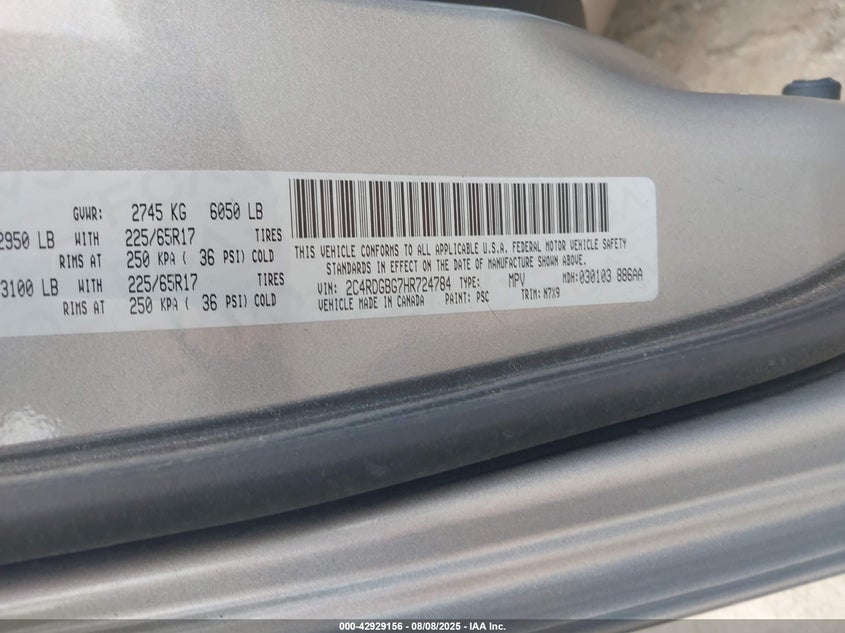 GVWR: 2745 KG 6050 LB
2950 LB WITH 225/65R17 TIRES
RIMS AT 250 KPA ( 36 PSI) COLD
3100 LB WITH 225/65R17 TIRES
RIMS AT 250 KPA ( 36 PSI) COLD
THIS VEHICLE CONFORMS TO ALL APPLICABLE U.S.A. FEDERAL MOTOR VEHICLE SAFETY
STANDARDS IN EFFECT ON THE DATE OF MANUFACTURE SHOWN ABOVE.
VIN: 2C4RDGBG7HR724784 TYPE: MPV MDH: 030103 886AA
VEHICLE MADE IN CANADA PAINT: PSC TRIM: N7X9
000-42929156 - 08/08/2025 - IAA Inc.